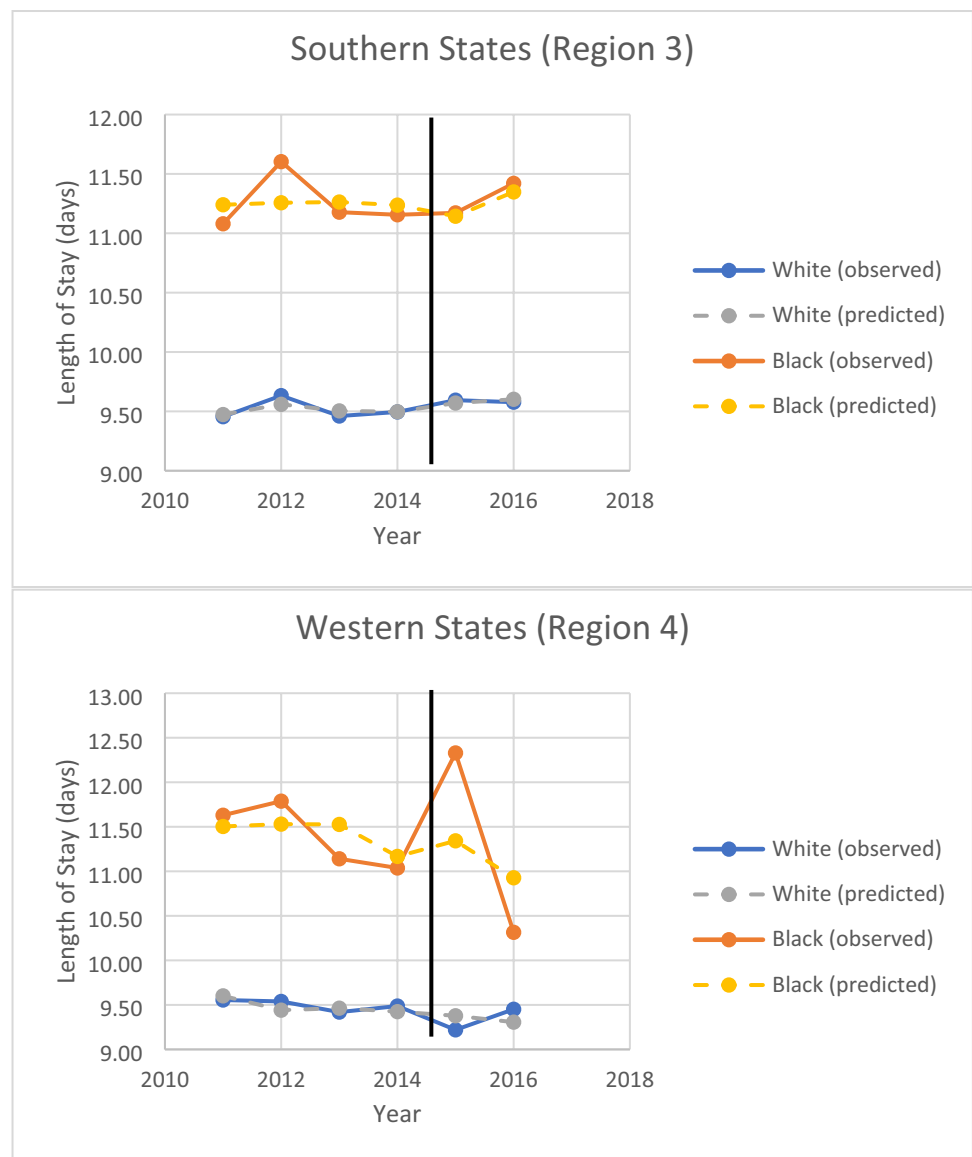 Southern States (Region 3)
12.00
11.50
11.00
10.50
10.00
9.50
9.00
Length of Stay (days)
2010 2012 2014 2016 2018
Year
White (observed)
White (predicted)
Black (observed)
Black (predicted)
Western States (Region 4)
13.00
12.50
12.00
11.50
11.00
10.50
10.00
9.50
9.00
Length of Stay (days)
2010 2012 2014 2016 2018
Year
White (observed)
White (predicted)
Black (observed)
Black (predicted)